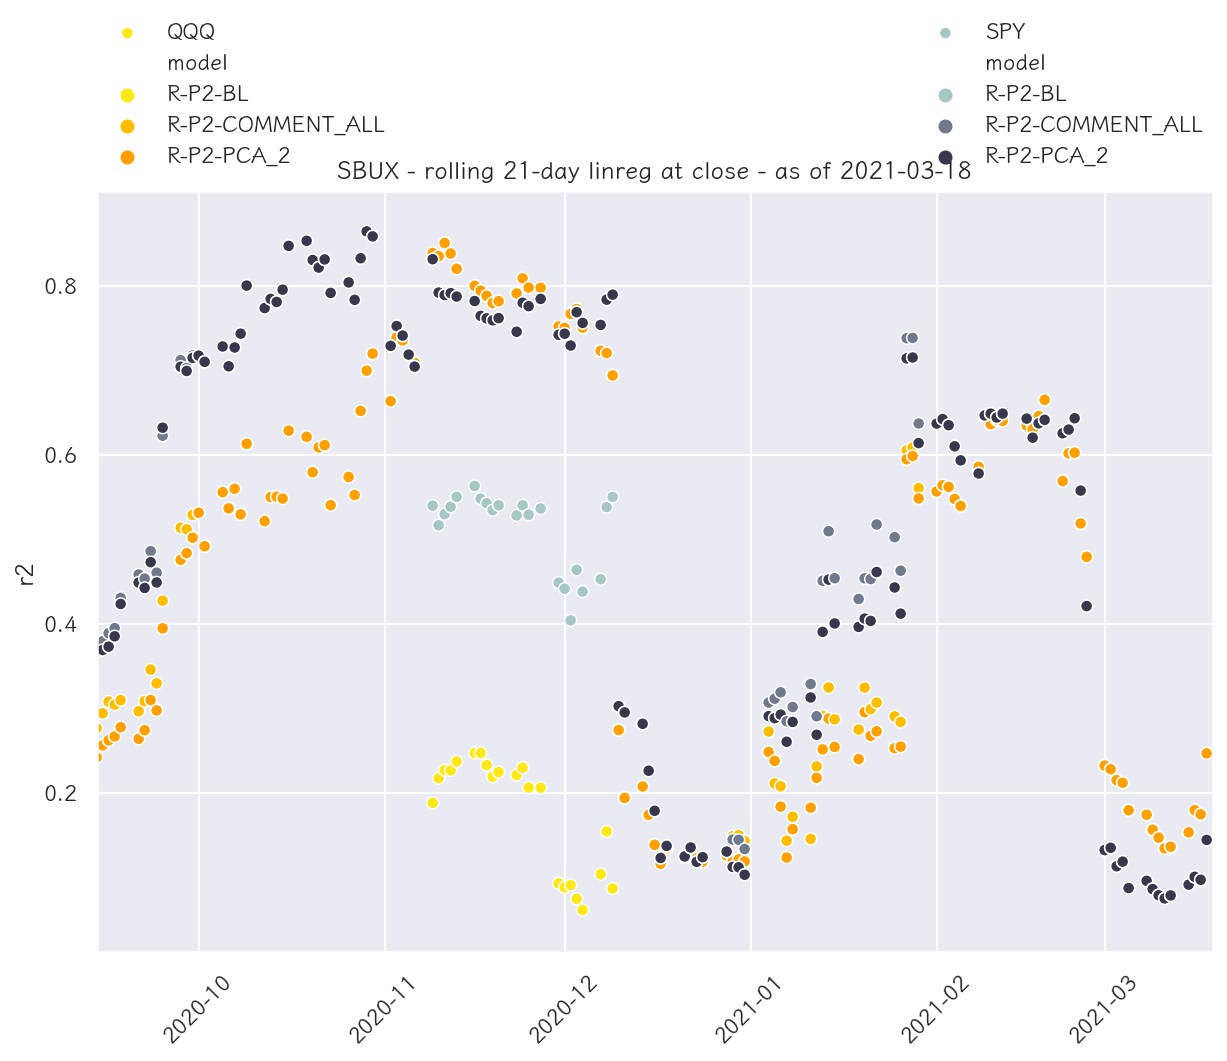 QQQ
model
R-P2-BL
R-P2-COMMENT_ALL
R-P2-PCA_2
SPY
model
R-P2-BL
R-P2-COMMENT_ALL
R-P2-PCA_2
SBUX - rolling 21-day linreg at close - as of 2021-03-18
r2
0.8
0.6
0.4
0.2
2020-10
2020-11
2020-12
2021-01
2021-02
2021-03